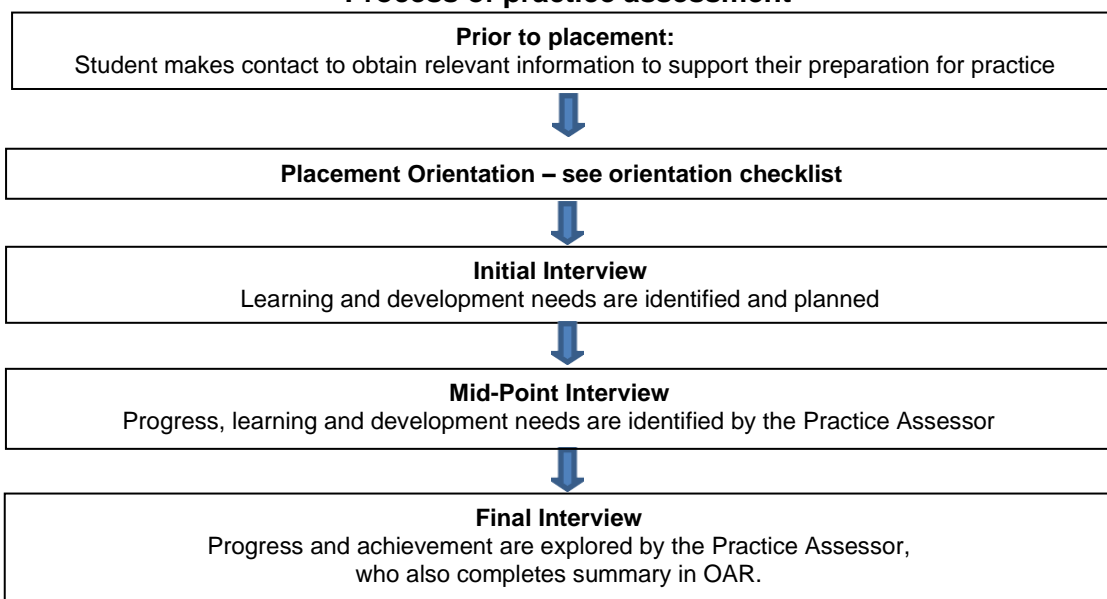 Process of practice assessment
Prior to placement:
Student makes contact to obtain relevant information to support their preparation for practice
Placement Orientation – see orientation checklist
Initial Interview
Learning and development needs are identified and planned
Mid-Point Interview
Progress, learning and development needs are identified by the Practice Assessor
Final Interview
Progress and achievement are explored by the Practice Assessor,
who also completes summary in OAR.